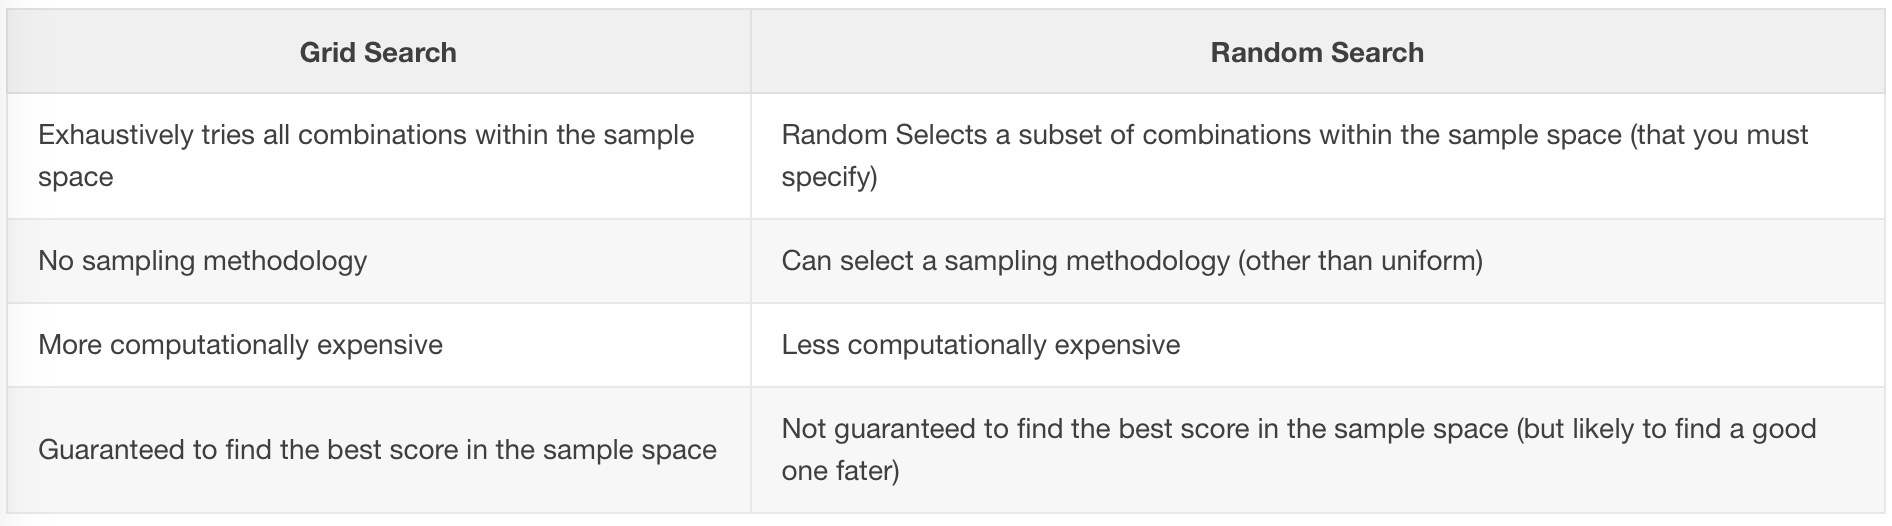 Grid Search
Random Search
Exhaustively tries all combinations within the sample
space
Random Selects a subset of combinations within the sample space (that you must
specify)
No sampling methodology
Can select a sampling methodology (other than uniform)
More computationally expensive
Less computationally expensive
Guaranteed to find the best score in the sample space
Not guaranteed to find the best score in the sample space (but likely to find a good
one fater)